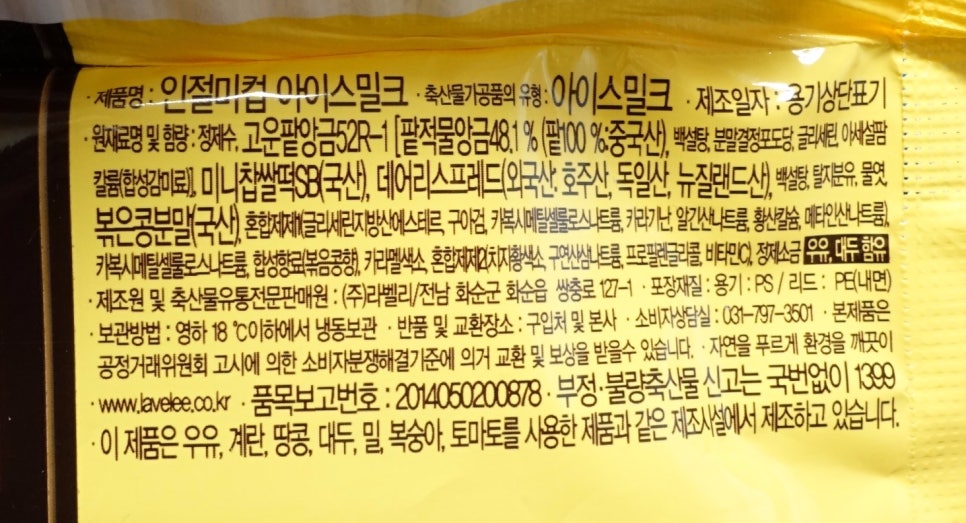 · 제품명 : 인절미컵 아이스밀크 · 축산물가공품의 유형 : 아이스밀크 · 제조일자 : 용기상단표기
· 원재료명 및 함량 : 정제수, 고운팥앙금52R-1 [팥적물앙금48.1% (팥100 %:중국산), 백설탕, 분말결정포도당, 글리세린, 아세설팜
칼륨(합성감미료)], 미니찹쌀떡SB(국산), 데어리스프레드(외국산: 호주산, 독일산, 뉴질랜드산), 백설탕, 탈지분유, 물엿,
볶은콩분말(국산), 혼합제제1(글리세린지방산에스테르, 구아검, 카복시메틸셀룰로스나트륨, 카라기난, 알긴산나트륨, 황산칼슘, 메타인산나트륨),
카복시메틸셀룰로스나트륨, 합성향료(볶음콩향), 카라멜색소, 혼합제제2(치자황색소, 구연산삼나트륨, 프로필렌글리콜, 비타민C), 정제소금 우유, 대두 함유
· 제조원 및 축산물유통전문판매원 : (주)라벨리/전남 화순군 화순읍 쌍충로 127-1 · 포장재질 : 용기 : PS / 리드 : PE(내면)
· 보관방법 : 영하 18 ℃이하에서 냉동보관 · 반품 및 교환장소 : 구입처 및 본사 · 소비자상담실 : 031-797-3501 · 본제품은
공정거래위원회 고시에 의한 소비자분쟁해결기준에 의거 교환 및 보상을 받을수 있습니다. · 자연을 푸르게 환경을 깨끗이
· www.lavelee.co.kr · 품목보고번호 : 2014050200878 · 부정·불량축산물 신고는 국번없이 1399
· 이 제품은 우유, 계란, 땅콩, 대두, 밀, 복숭아, 토마토를 사용한 제품과 같은 제조시설에서 제조하고 있습니다.